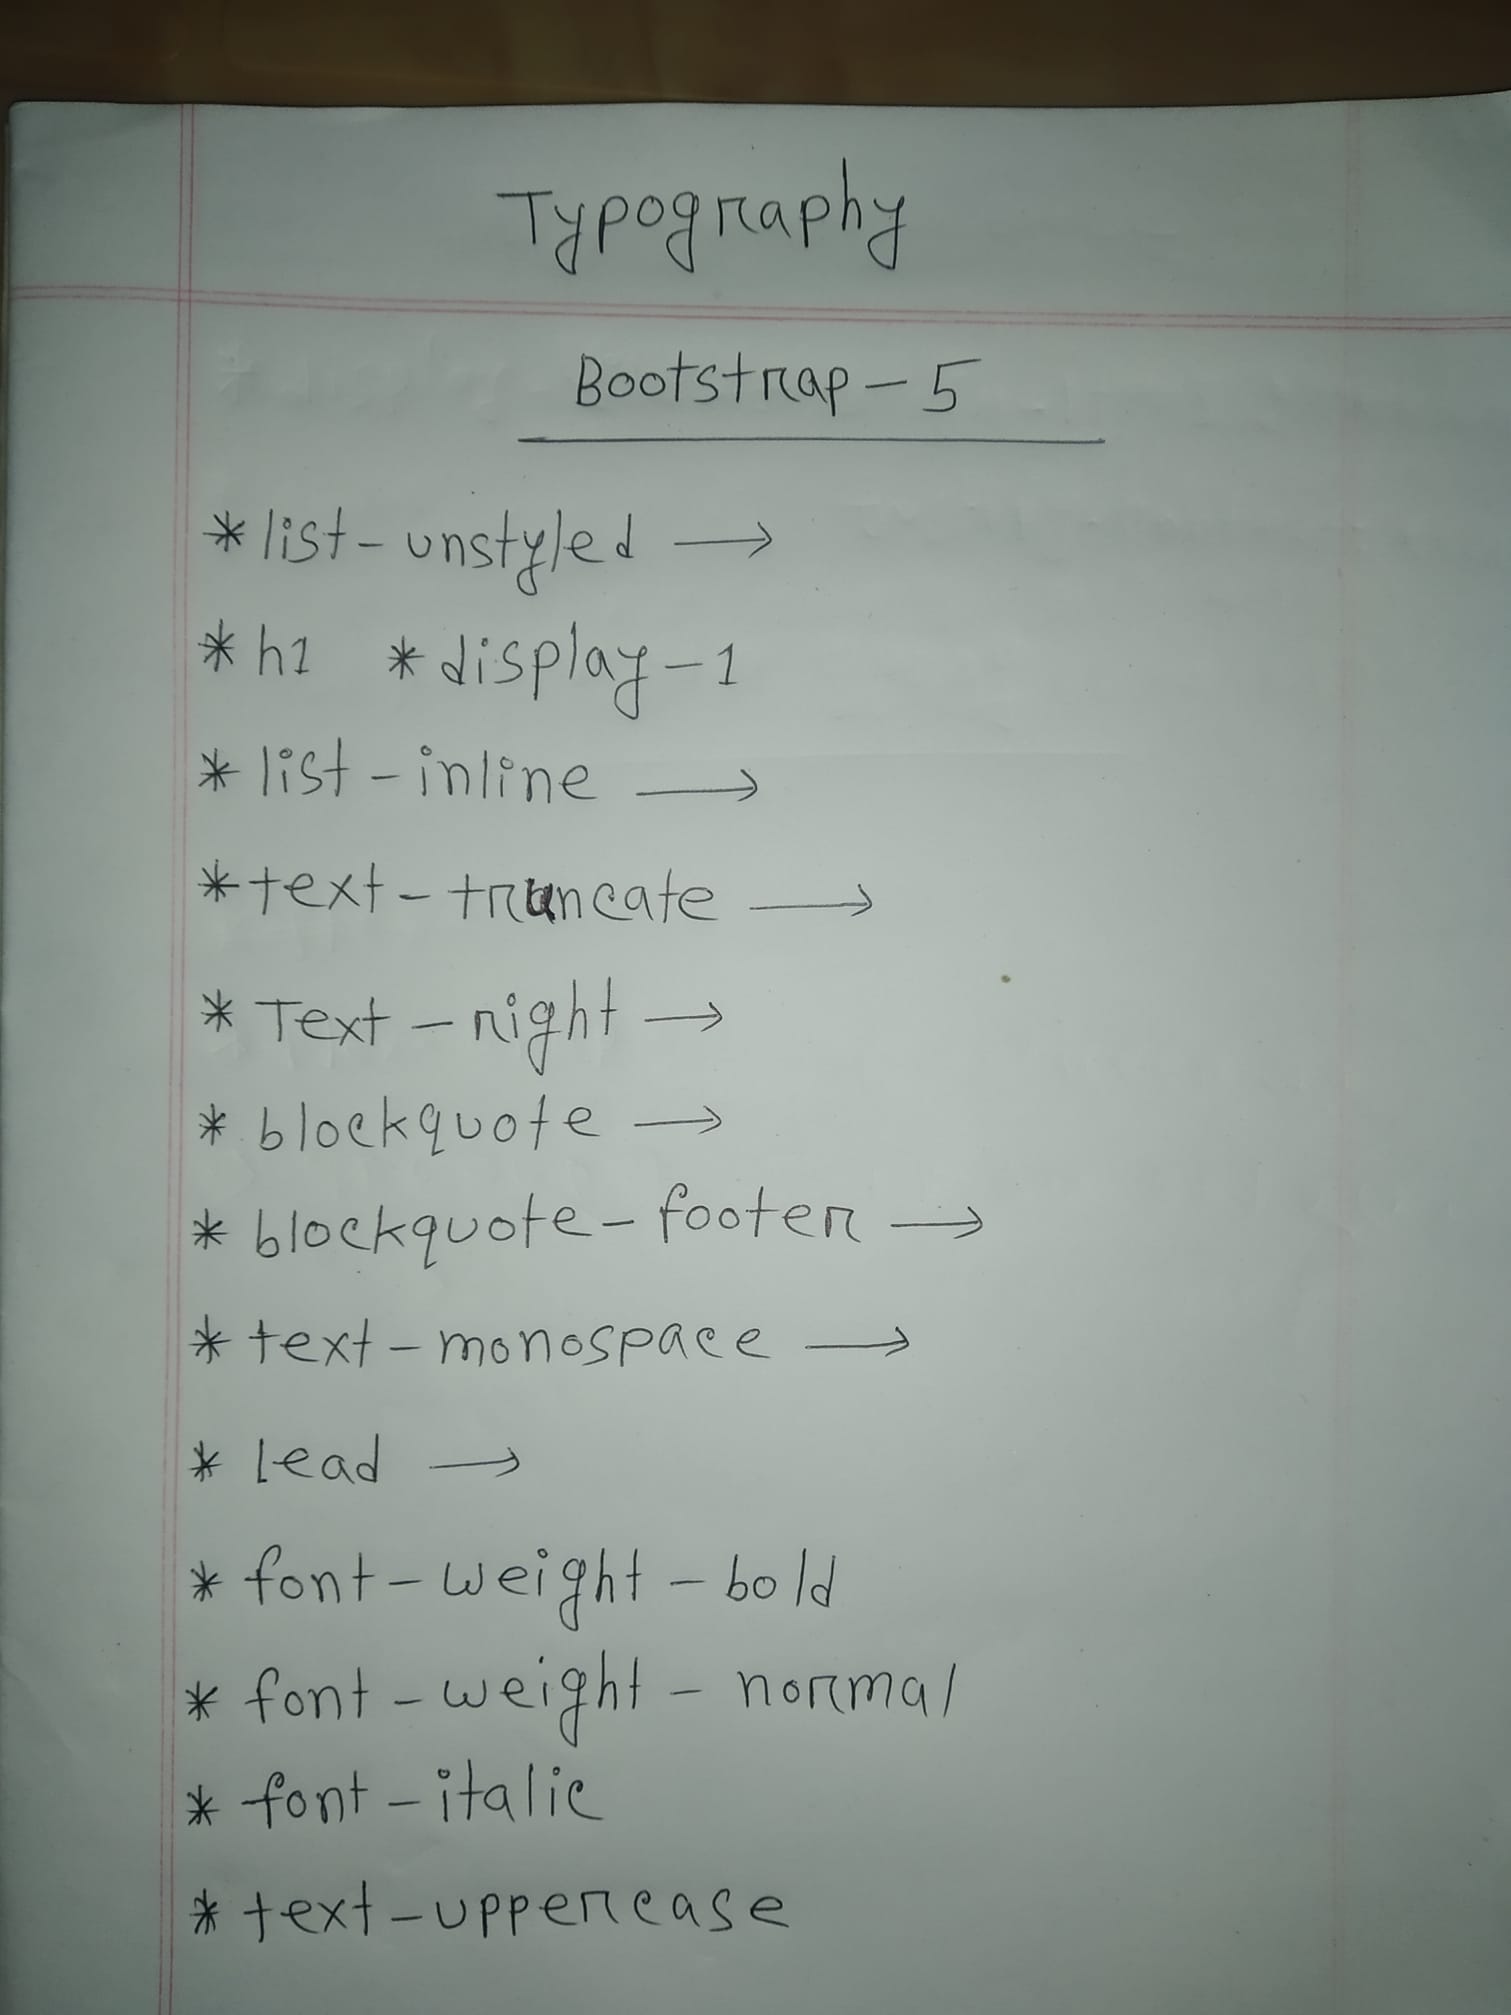 Typography
Bootstrap - 5
* list - unstyled →
* h1 * display - 1
* list - inline →
* text - truncate →
* Text - right →
* blockquote →
* blockquote - footer →
* text - monospace →
* Lead →
* font - weight - bold
* font - weight - normal
* font - italic
* text - uppercase